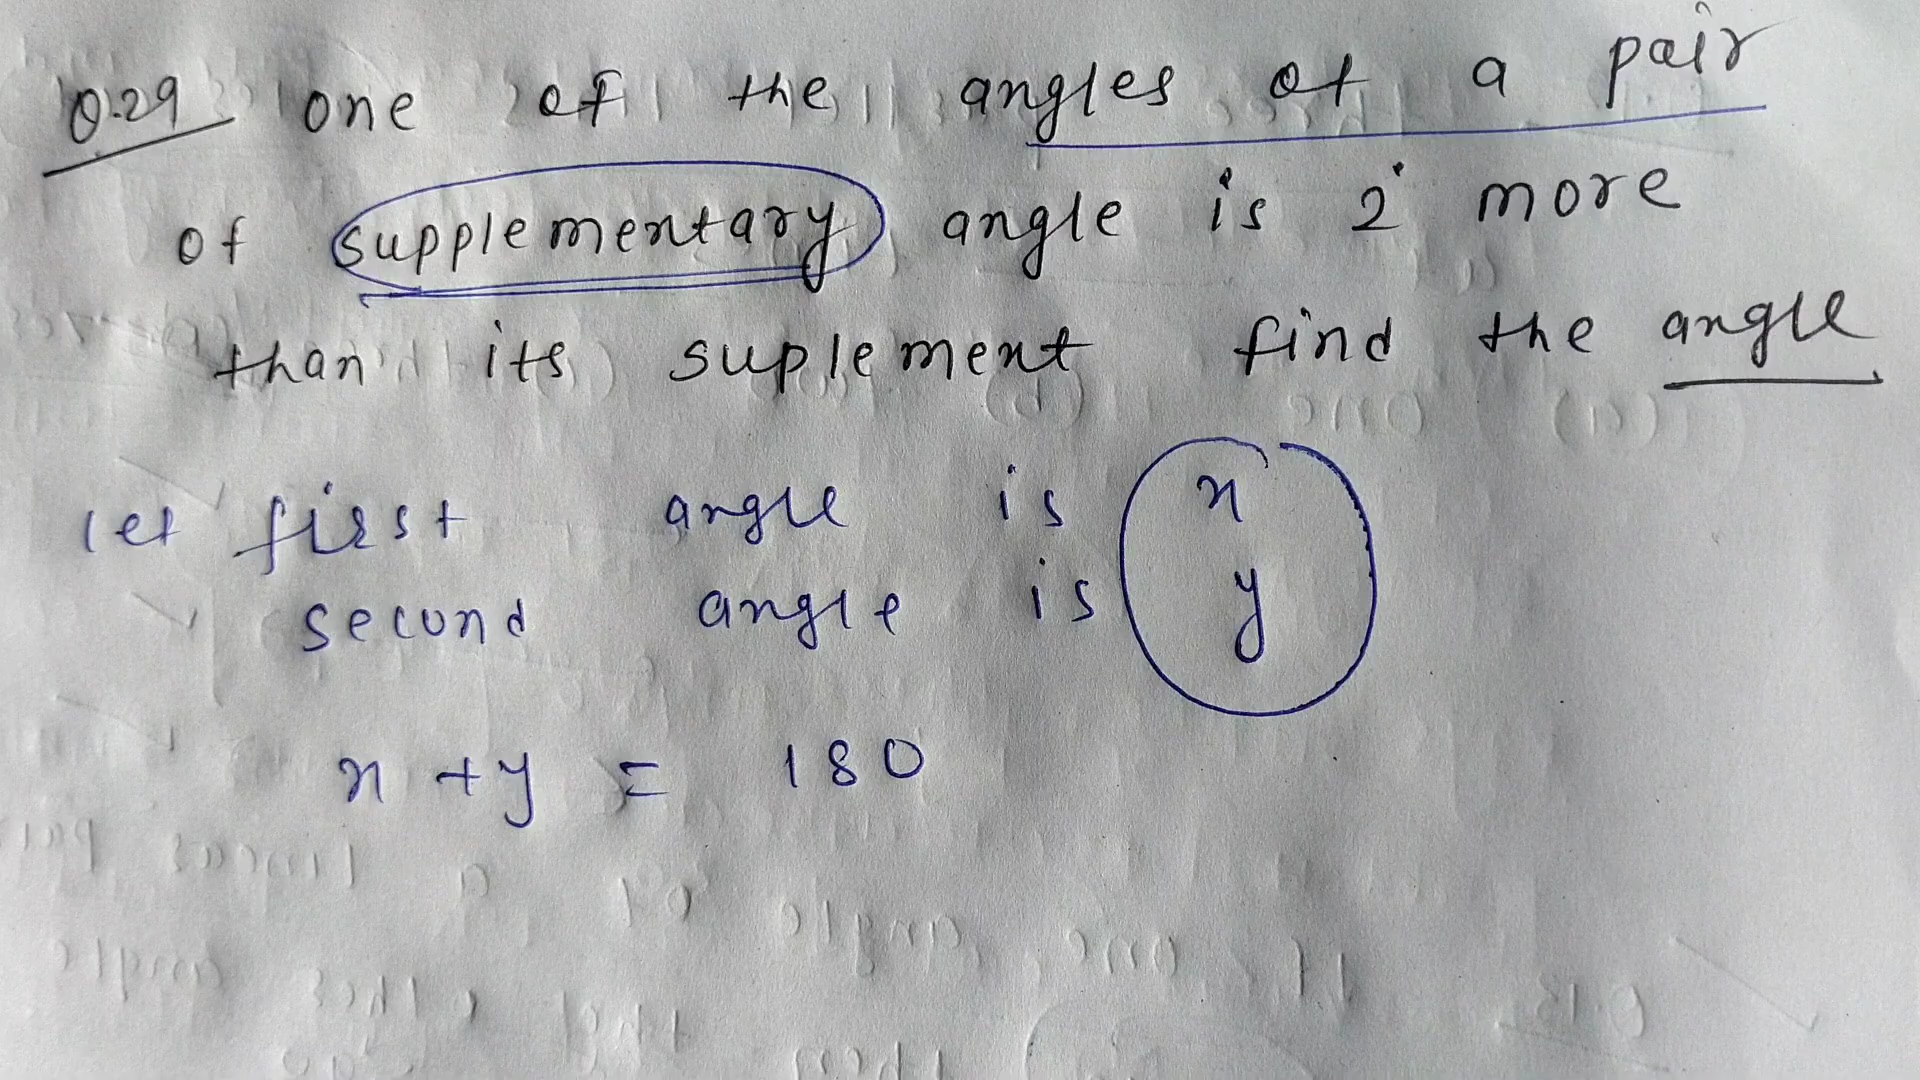 Q.29 one of the angles of a pair
of supplementary angle is 2° more
than its suplement find the angle
let first angle is x
second angle is y
x + y = 180